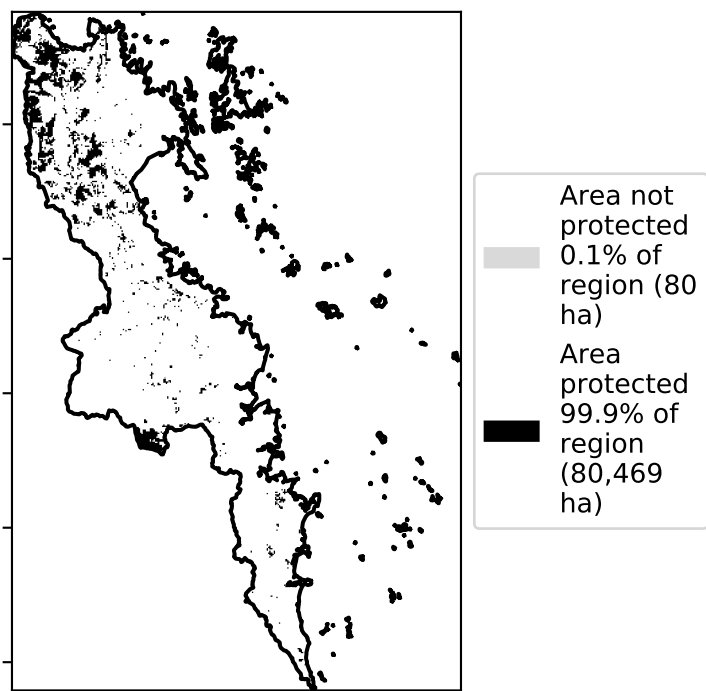 Area not
protected
0.1% of
region (80
ha)
Area
protected
99.9% of
region
(80,469
ha)